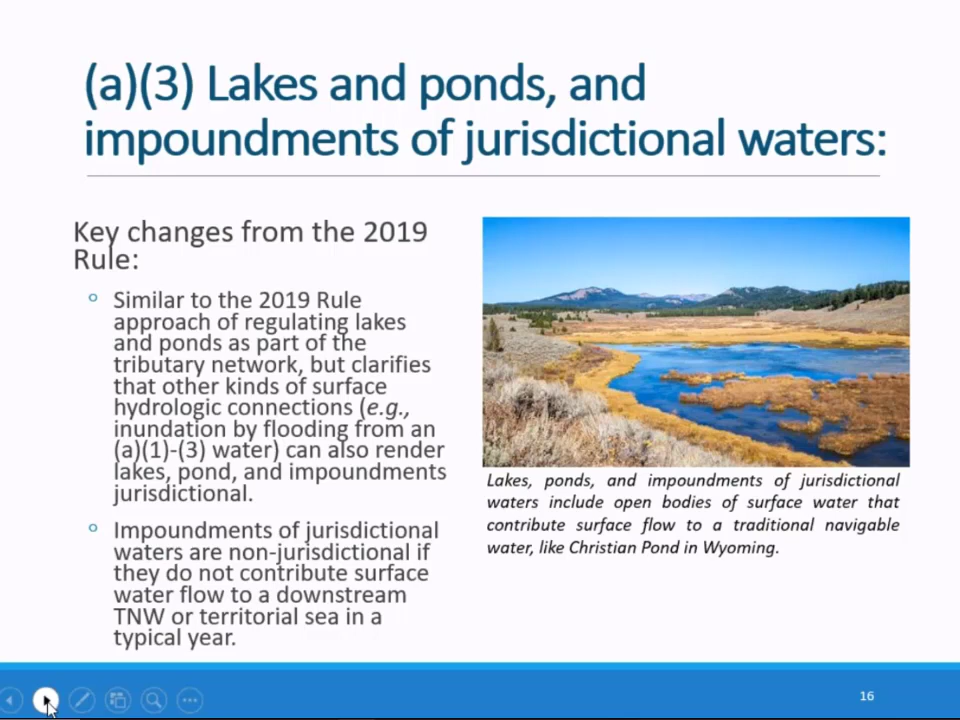 (a)(3) Lakes and ponds, and
impoundments of jurisdictional waters:
Key changes from the 2019
Rule:
Similar to the 2019 Rule
approach of regulating lakes
and ponds as part of the
tributary network, but clarifies
that other kinds of surface
hydrologic connections (e.g.,
inundation by flooding from an
(a)(1)-(3) water) can also render
lakes, pond, and impoundments
jurisdictional.
Impoundments of jurisdictional
waters are non-jurisdictional if
they do not contribute surface
water flow to a downstream
TNW or territorial sea in a
typical year.
Lakes, ponds, and impoundments of jurisdictional
waters include open bodies of surface water that
contribute surface flow to a traditional navigable
water, like Christian Pond in Wyoming.
16